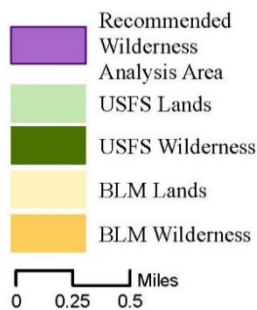 Recommended
Wilderness
Analysis Area
USFS Lands
USFS Wilderness
BLM Lands
BLM Wilderness
Miles
0 0.25 0.5